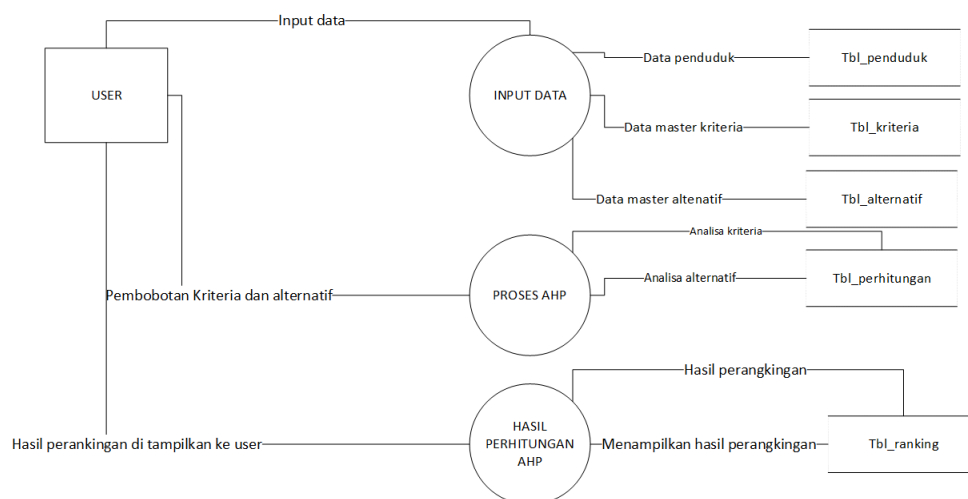 Input data
USER
INPUT DATA
Data penduduk
Tbl_penduduk
Data master kriteria
Tbl_kriteria
Data master altenatif
Tbl_alternatif
Analisa kriteria
Pembobotan Kriteria dan alternatif
PROSES AHP
Analisa alternatif
Tbl_perhitungan
Hasil perangkingan
Hasil perankingan di tampilkan ke user
HASIL
PERHITUNGAN
AHP
Menampilkan hasil perangkingan
Tbl_ranking